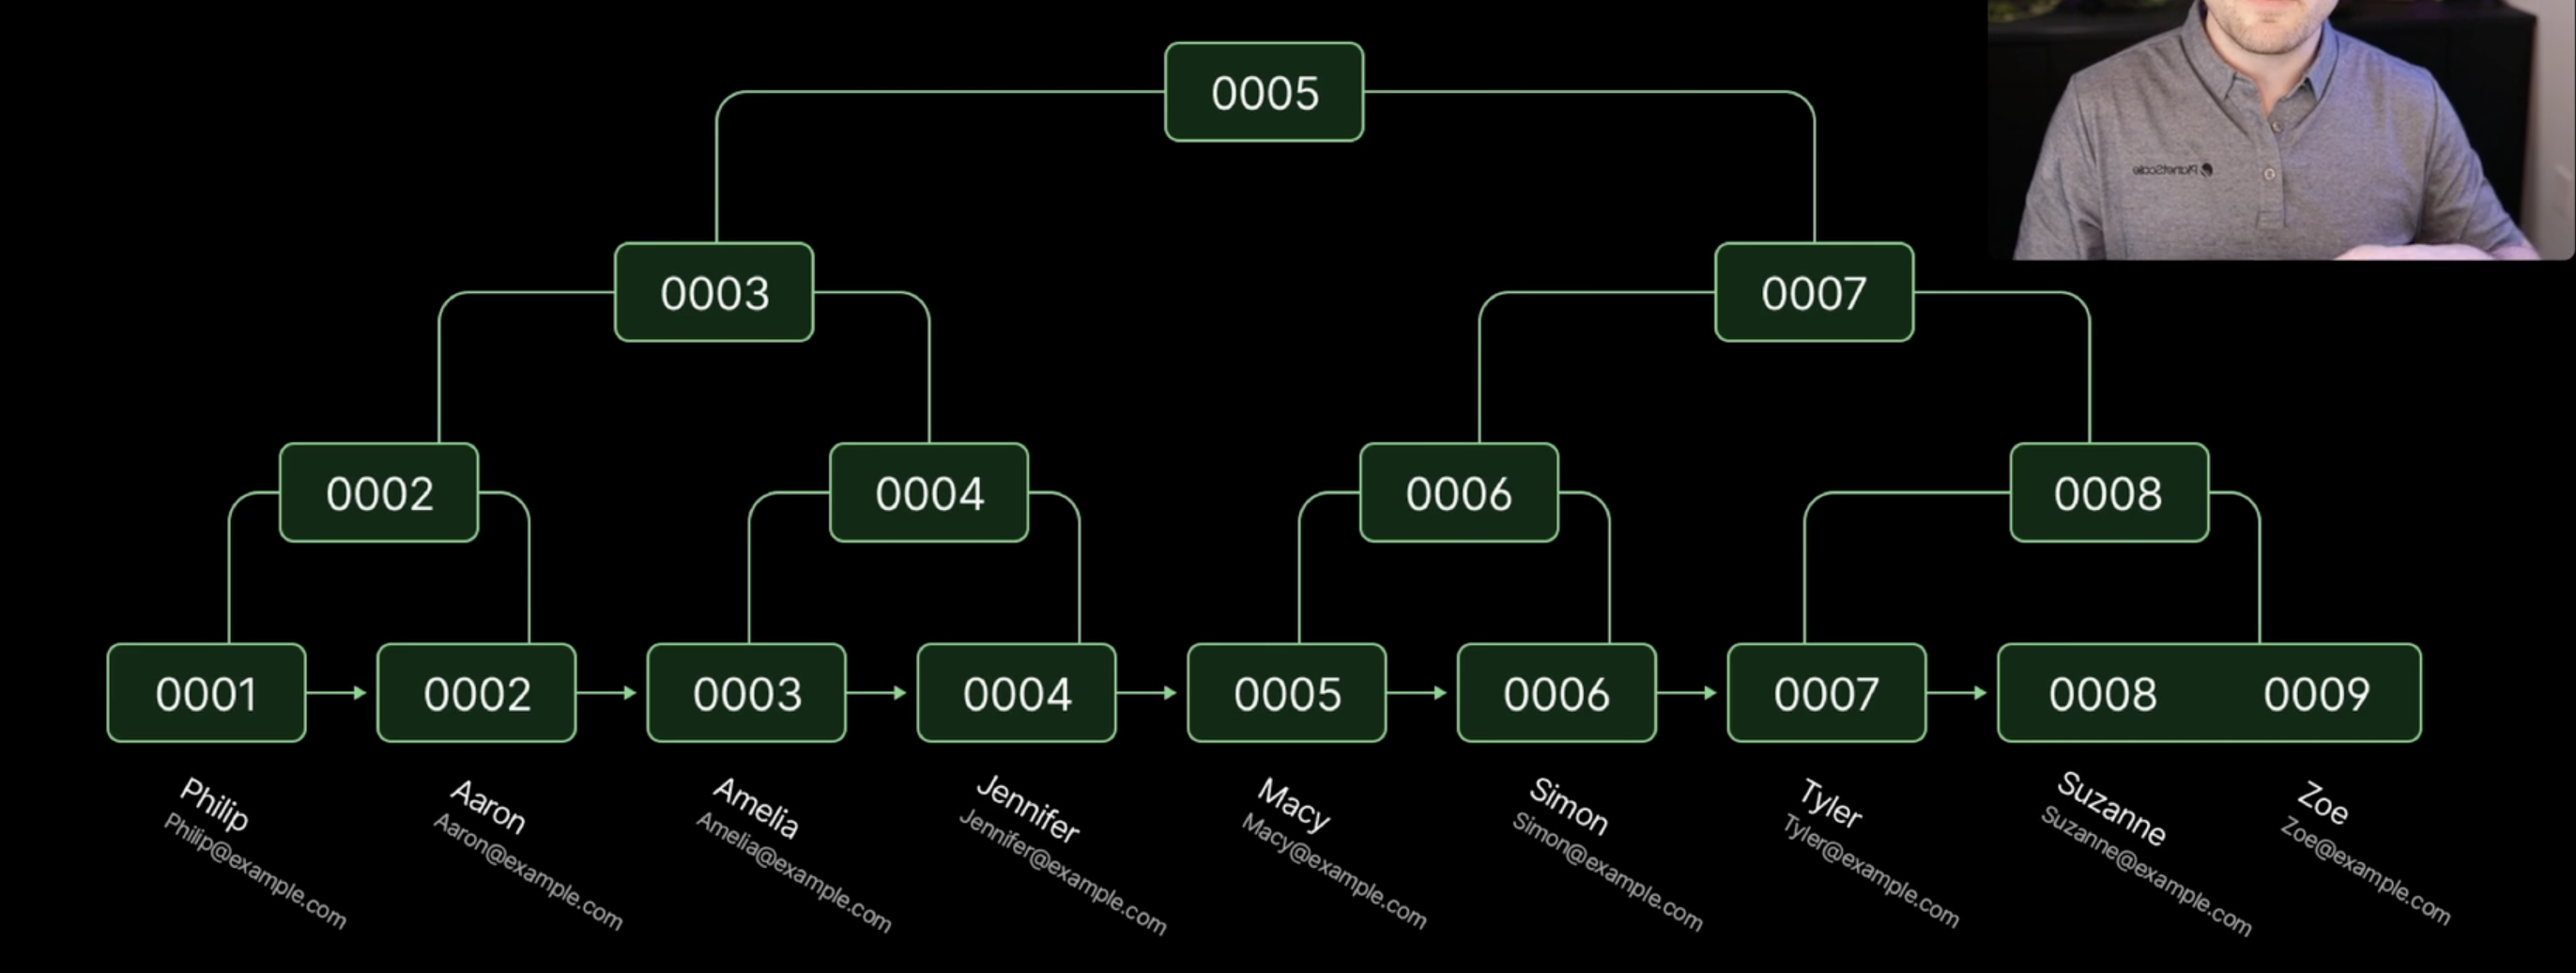 0005
PlanetScale
0003
0007
0002
0004
0006
0008
0001
0002
0003
0004
0005
0006
0007
0008
0009
Philip
Philip@example.com
Aaron
Aaron@example.com
Amelia
Amelia@example.com
Jennifer
Jennifer@example.com
Macy
Macy@example.com
Simon
Simon@example.com
Tyler
Tyler@example.com
Suzanne
Suzanne@example.com
Zoe
Zoe@example.com